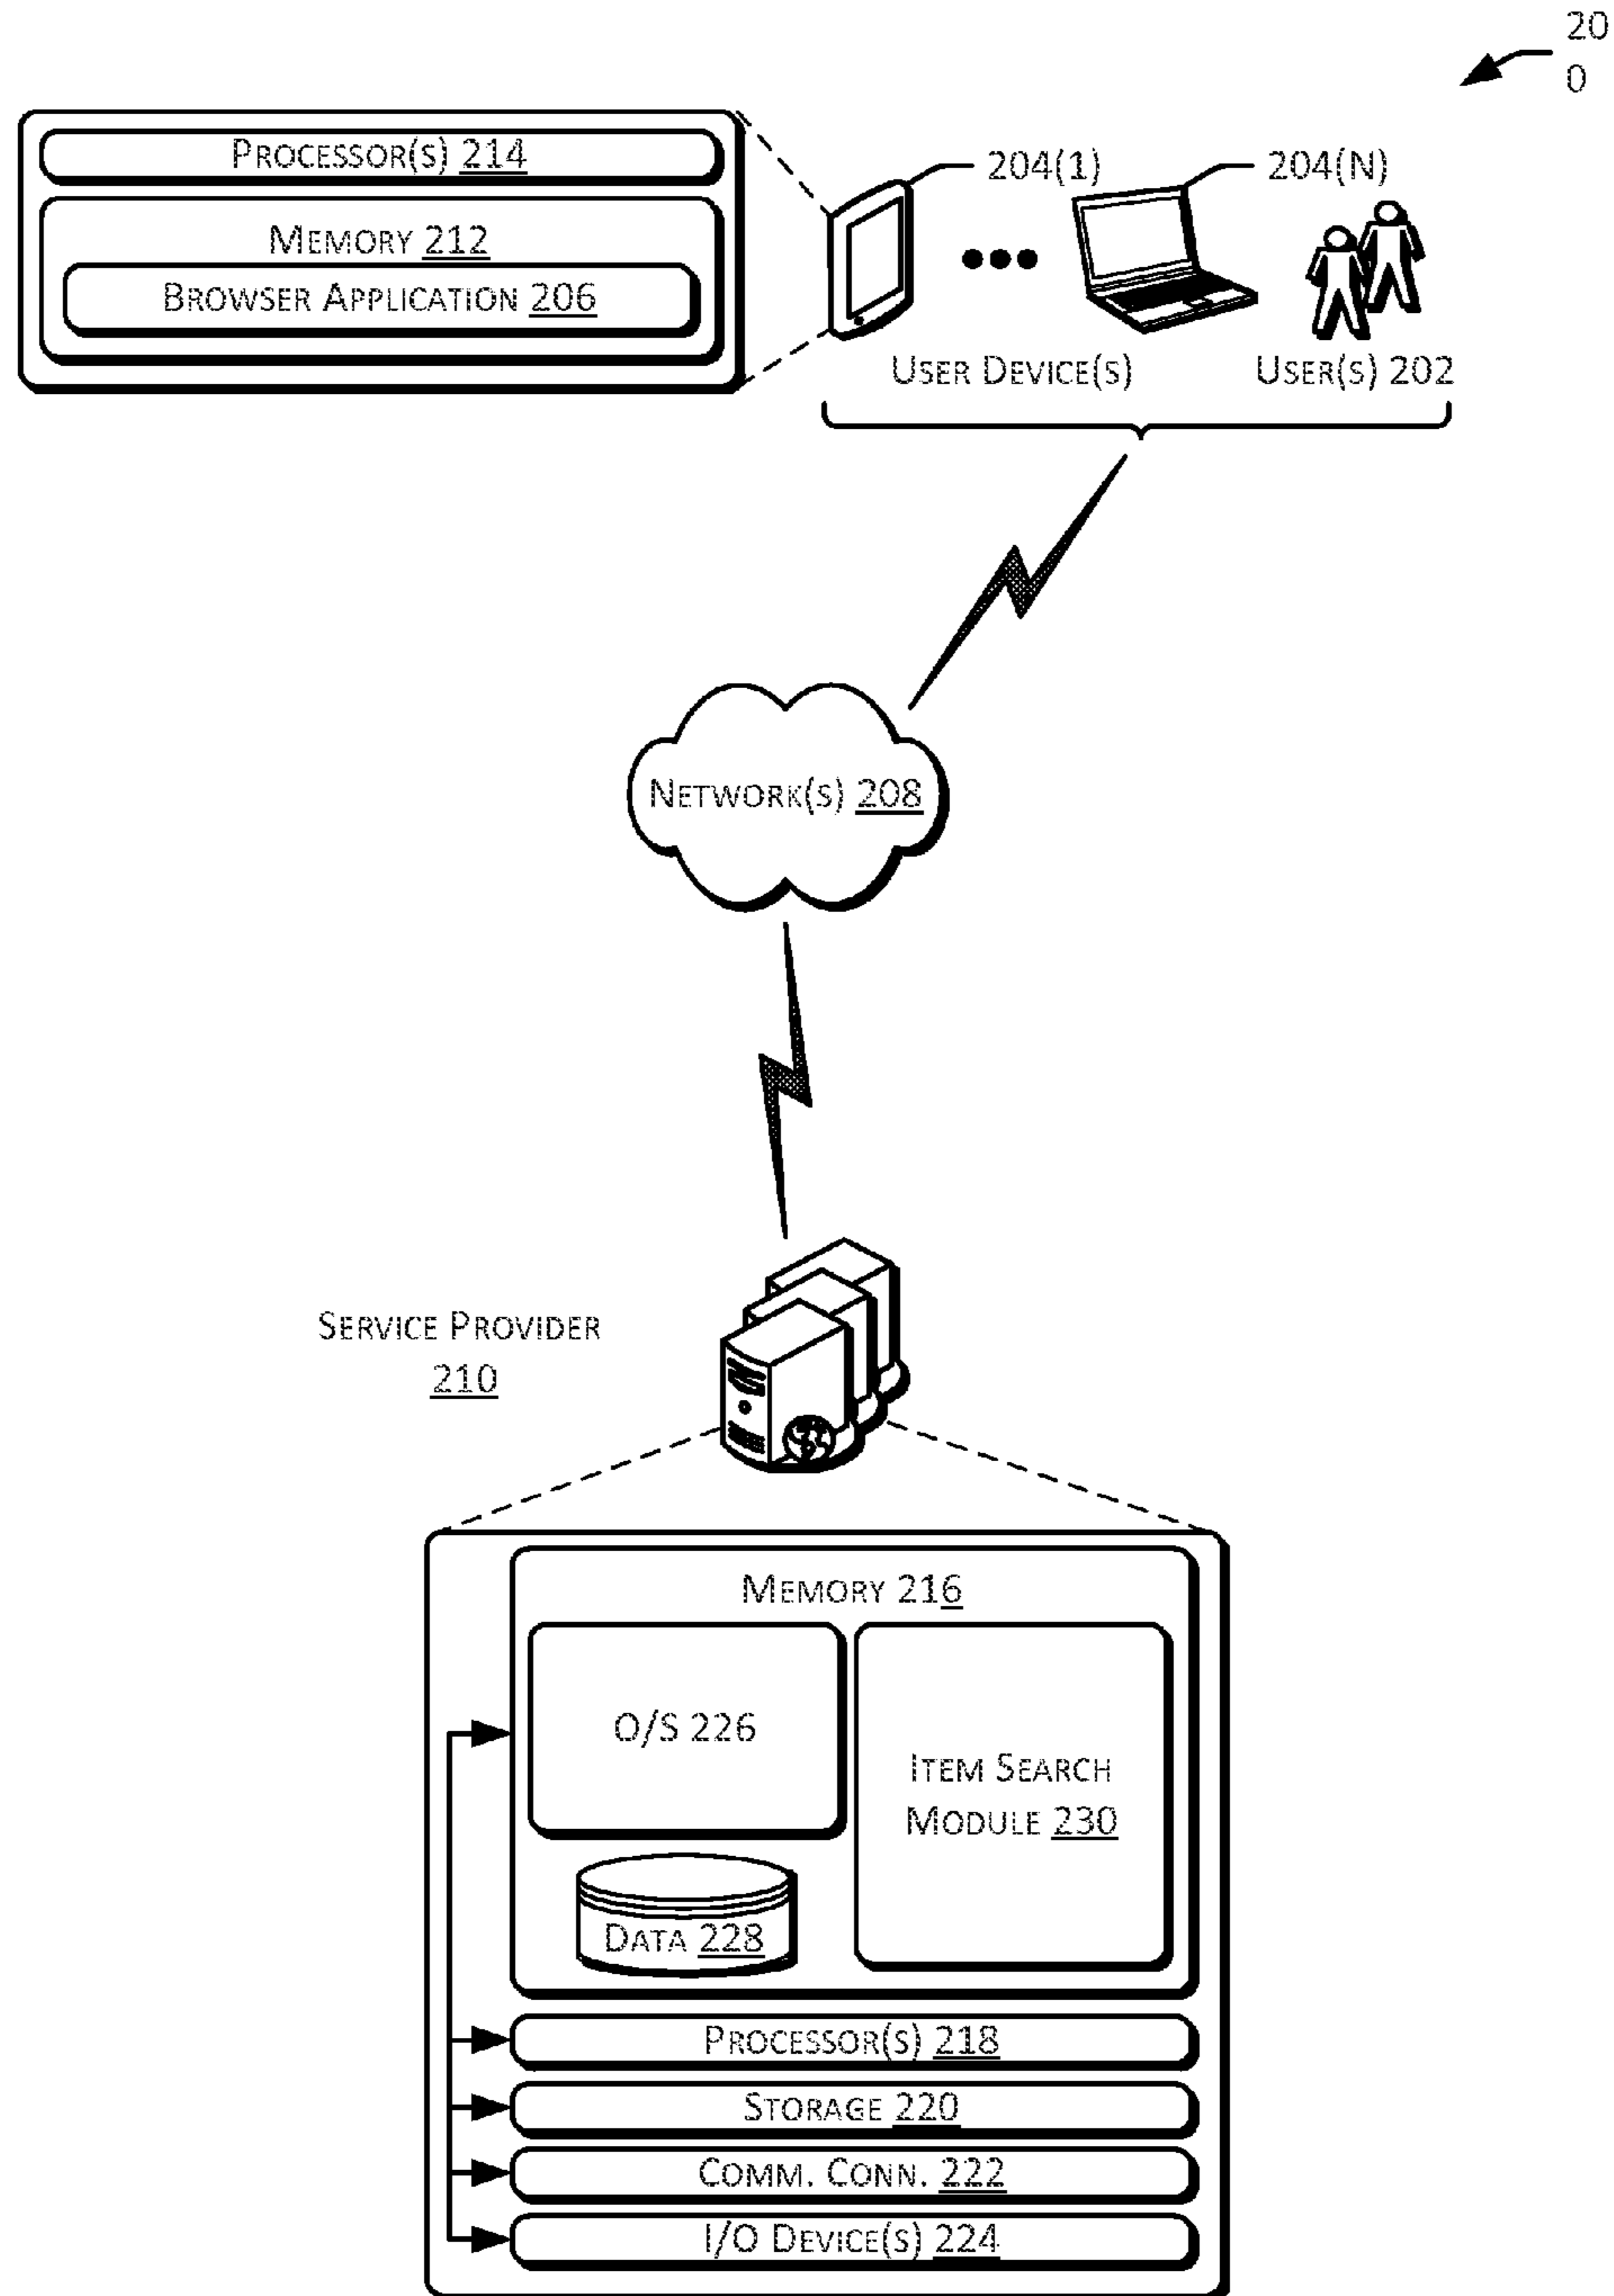 20
0
PROCESSOR(S) 214
204(1)
204(N)
MEMORY 212
BROWSER APPLICATION 206
USER DEVICE(S)
USER(S) 202
NETWORK(S) 208
SERVICE PROVIDER
210
MEMORY 216
O/S 226
ITEM SEARCH
MODULE 230
DATA 228
PROCESSOR(S) 218
STORAGE 220
COMM. CONN. 222
I/O DEVICE(S) 224